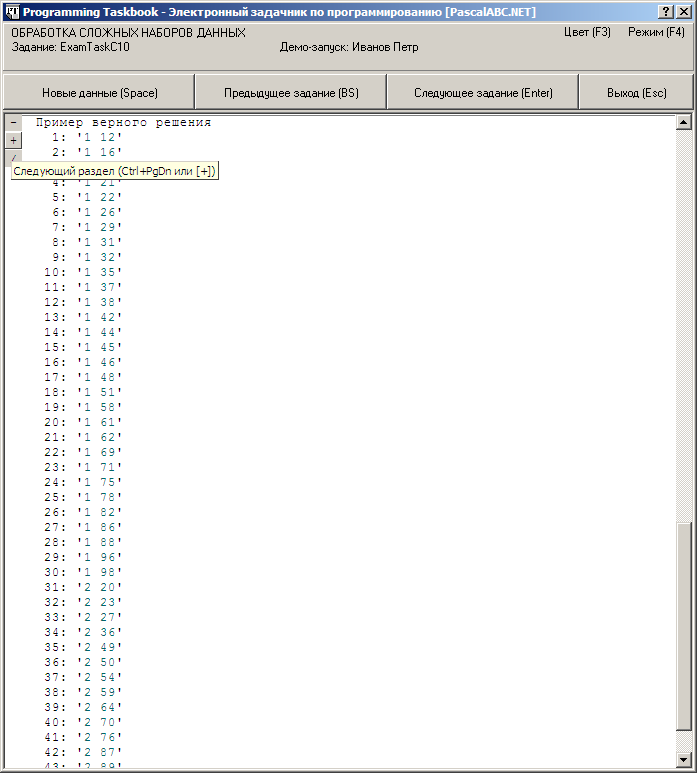 Programming Taskbook - Электронный задачник по программированию [PascalABC.NET]
ОБРАБОТКА СЛОЖНЫХ НАБОРОВ ДАННЫХ
Цвет (F3) Режим (F4)
Задание: ExamTaskC10
Демо-запуск: Иванов Петр
Новые данные (Space) Предыдущее задание (BS) Следующее задание (Enter) Выход (Esc)
Пример верного решения
1: '1 12'
2: '1 16'
Следующий раздел (Ctrl+PgDn или [+])
4: '1 21'
5: '1 22'
6: '1 26'
7: '1 29'
8: '1 31'
9: '1 32'
10: '1 35'
11: '1 37'
12: '1 38'
13: '1 42'
14: '1 44'
15: '1 45'
16: '1 46'
17: '1 48'
18: '1 51'
19: '1 58'
20: '1 61'
21: '1 62'
22: '1 69'
23: '1 71'
24: '1 75'
25: '1 78'
26: '1 82'
27: '1 86'
28: '1 88'
29: '1 96'
30: '1 98'
31: '2 20'
32: '2 23'
33: '2 27'
34: '2 36'
35: '2 49'
36: '2 50'
37: '2 54'
38: '2 59'
39: '2 64'
40: '2 70'
41: '2 76'
42: '2 87'
43: '2 89'